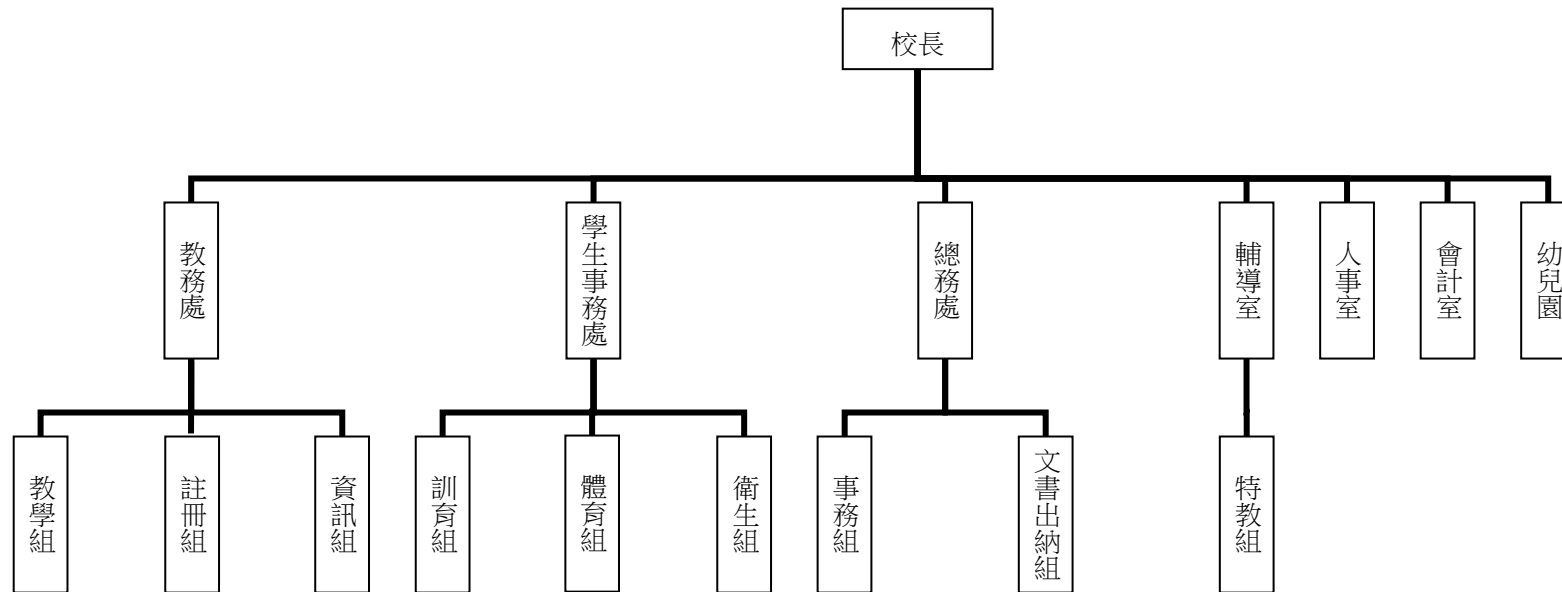 校長
教務處
學生事務處
總務處
輔導室
人事室
會計室
幼兒園
教學組
註冊組
資訊組
訓育組
體育組
衛生組
事務組
文書出納組
特教組